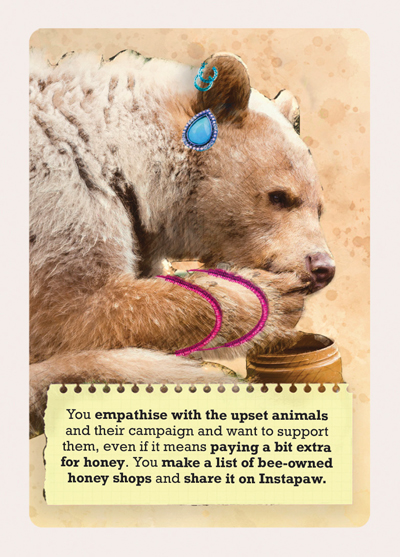 You empathise with the upset animals
and their campaign and want to support
them, even if it means paying a bit extra
for honey. You make a list of bee-owned
honey shops and share it on Instapaw.